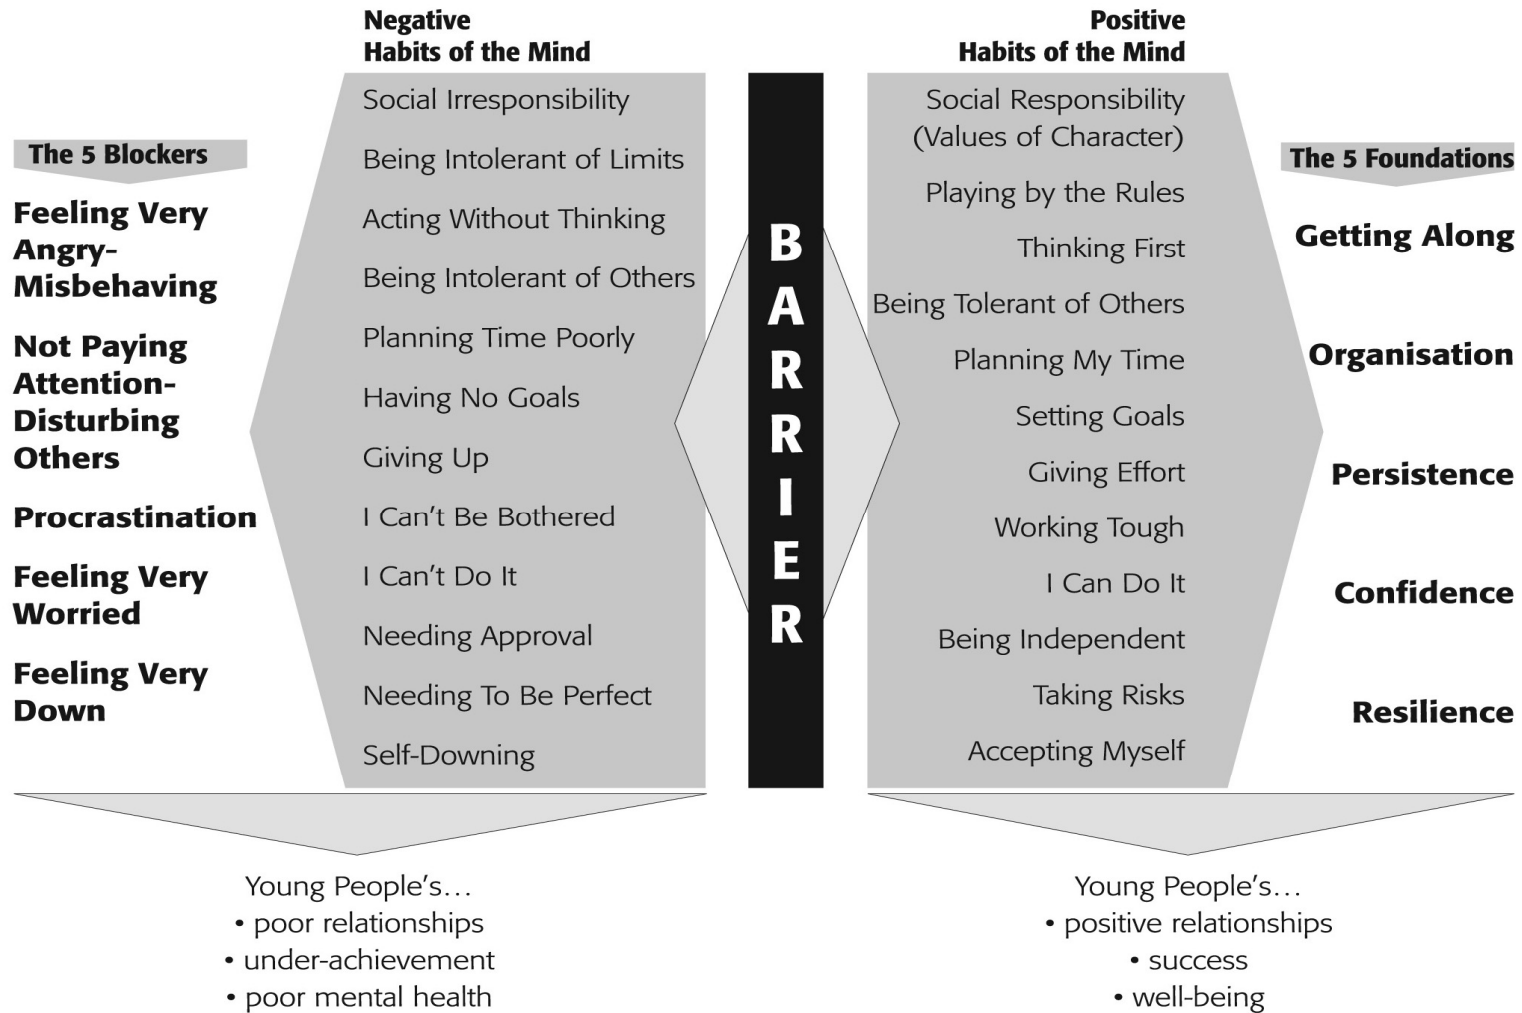 Negative
Habits of the Mind
Social Irresponsibility
Being Intolerant of Limits
Acting Without Thinking
Being Intolerant of Others
Planning Time Poorly
Having No Goals
Giving Up
I Can't Be Bothered
I Can't Do It
Needing Approval
Needing To Be Perfect
Self-Downing
The 5 Blockers
Feeling Very
Angry-
Misbehaving
Not Paying
Attention-
Disturbing
Others
Procrastination
Feeling Very
Worried
Feeling Very
Down
BARRIER
Positive
Habits of the Mind
Social Responsibility
(Values of Character)
Playing by the Rules
Thinking First
Being Tolerant of Others
Planning My Time
Setting Goals
Giving Effort
Working Tough
I Can Do It
Being Independent
Taking Risks
Accepting Myself
The 5 Foundations
Getting Along
Organisation
Persistence
Confidence
Resilience
Young People's…
• poor relationships
• under-achievement
• poor mental health
Young People's…
• positive relationships
• success
• well-being